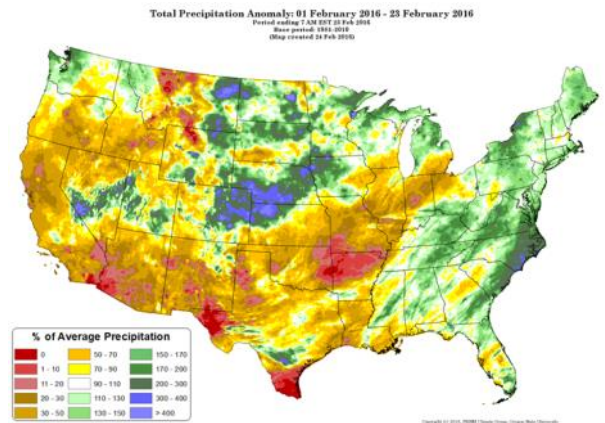 Total Precipitation Anomaly: 01 February 2016 - 23 February 2016
Period ending 7 AM EST 23 Feb 2016
Base period: 1981-2010
(Map created 24 Feb 2016)
% of Average Precipitation
0
1 - 10
11 - 20
20 - 30
30 - 50
50 - 70
70 - 90
90 - 110
110 - 130
130 - 150
150 - 170
170 - 200
200 - 300
300 - 400
> 400